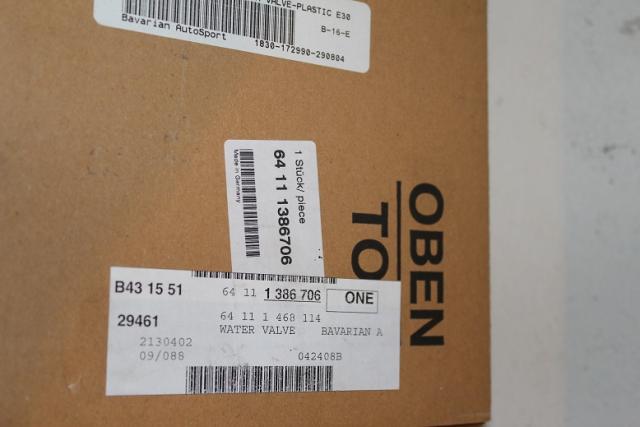 VALVE-PLASTIC E30
B-16-E
Bavarian AutoSport
1830-172990-290804
1 Stück/ piece
64 11 1386706
Made in Germany
OBEN
TO
B43 15 51
64 11 1 386 706
ONE
29461
64 11 1 468 114
WATER VALVE BAVARIAN A
2130402
09/088
042408B